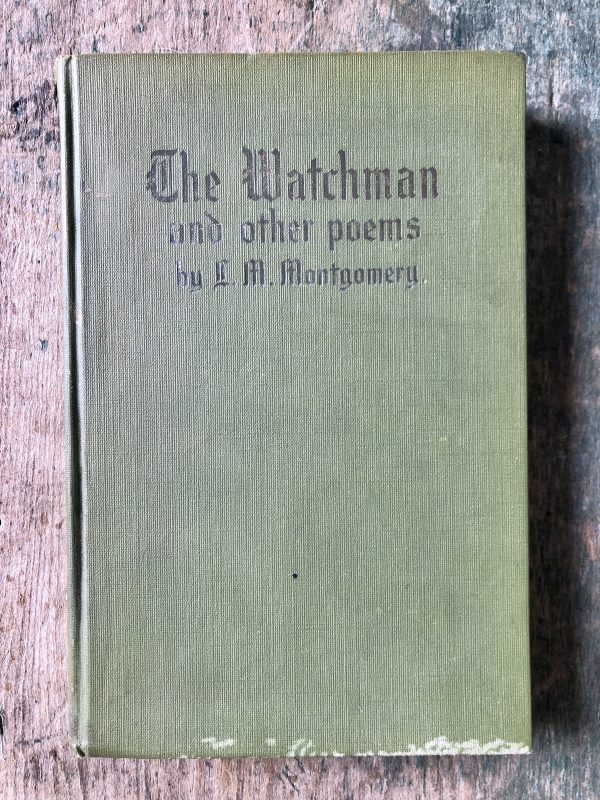 The Watchman
and other poems
by L. M. Montgomery.